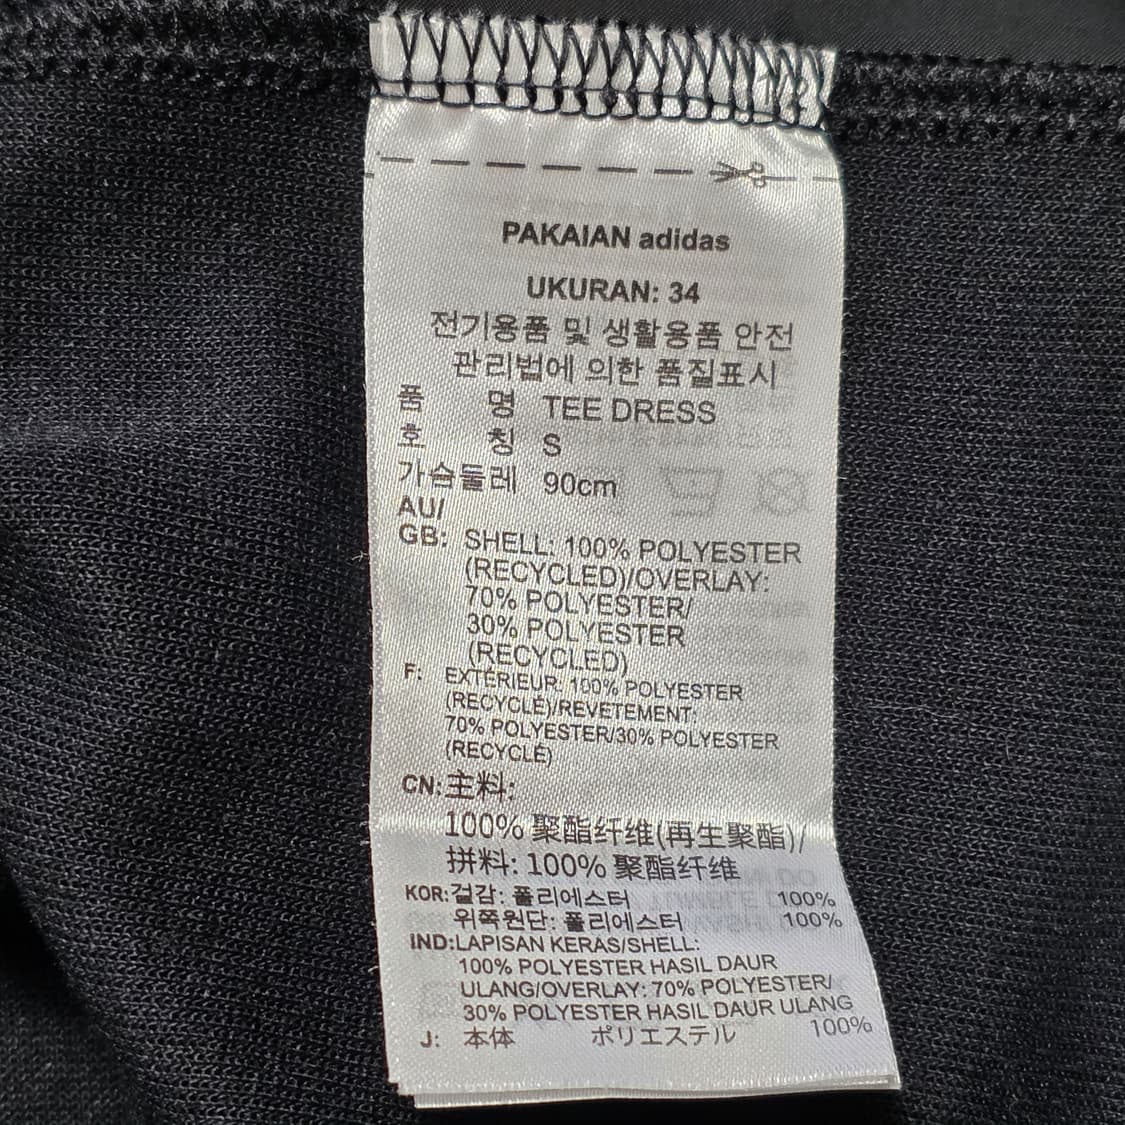 PAKAIAN adidas
UKURAN: 34
전기용품 및 생활용품 안전
관리법에 의한 품질표시
품 명 TEE DRESS
호 칭 S
가슴둘레 90cm
AU/
GB: SHELL: 100% POLYESTER
(RECYCLED)/OVERLAY:
70% POLYESTER/
30% POLYESTER
(RECYCLED)
F: EXTÉRIEUR: 100% POLYESTER
(RECYCLÉ)/REVETEMENT:
70% POLYESTER/30% POLYESTER
(RECYCLÉ)
CN:主料:
100% 聚酯纤维(再生聚酯)/
拼料: 100% 聚酯纤维
KOR:겉감: 폴리에스터 100%
위쪽원단: 폴리에스터 100%
IND:LAPISAN KERAS/SHELL:
100% POLYESTER HASIL DAUR
ULANG/OVERLAY: 70% POLYESTER/
30% POLYESTER HASIL DAUR ULANG
J: 本体 ポリエステル 100%